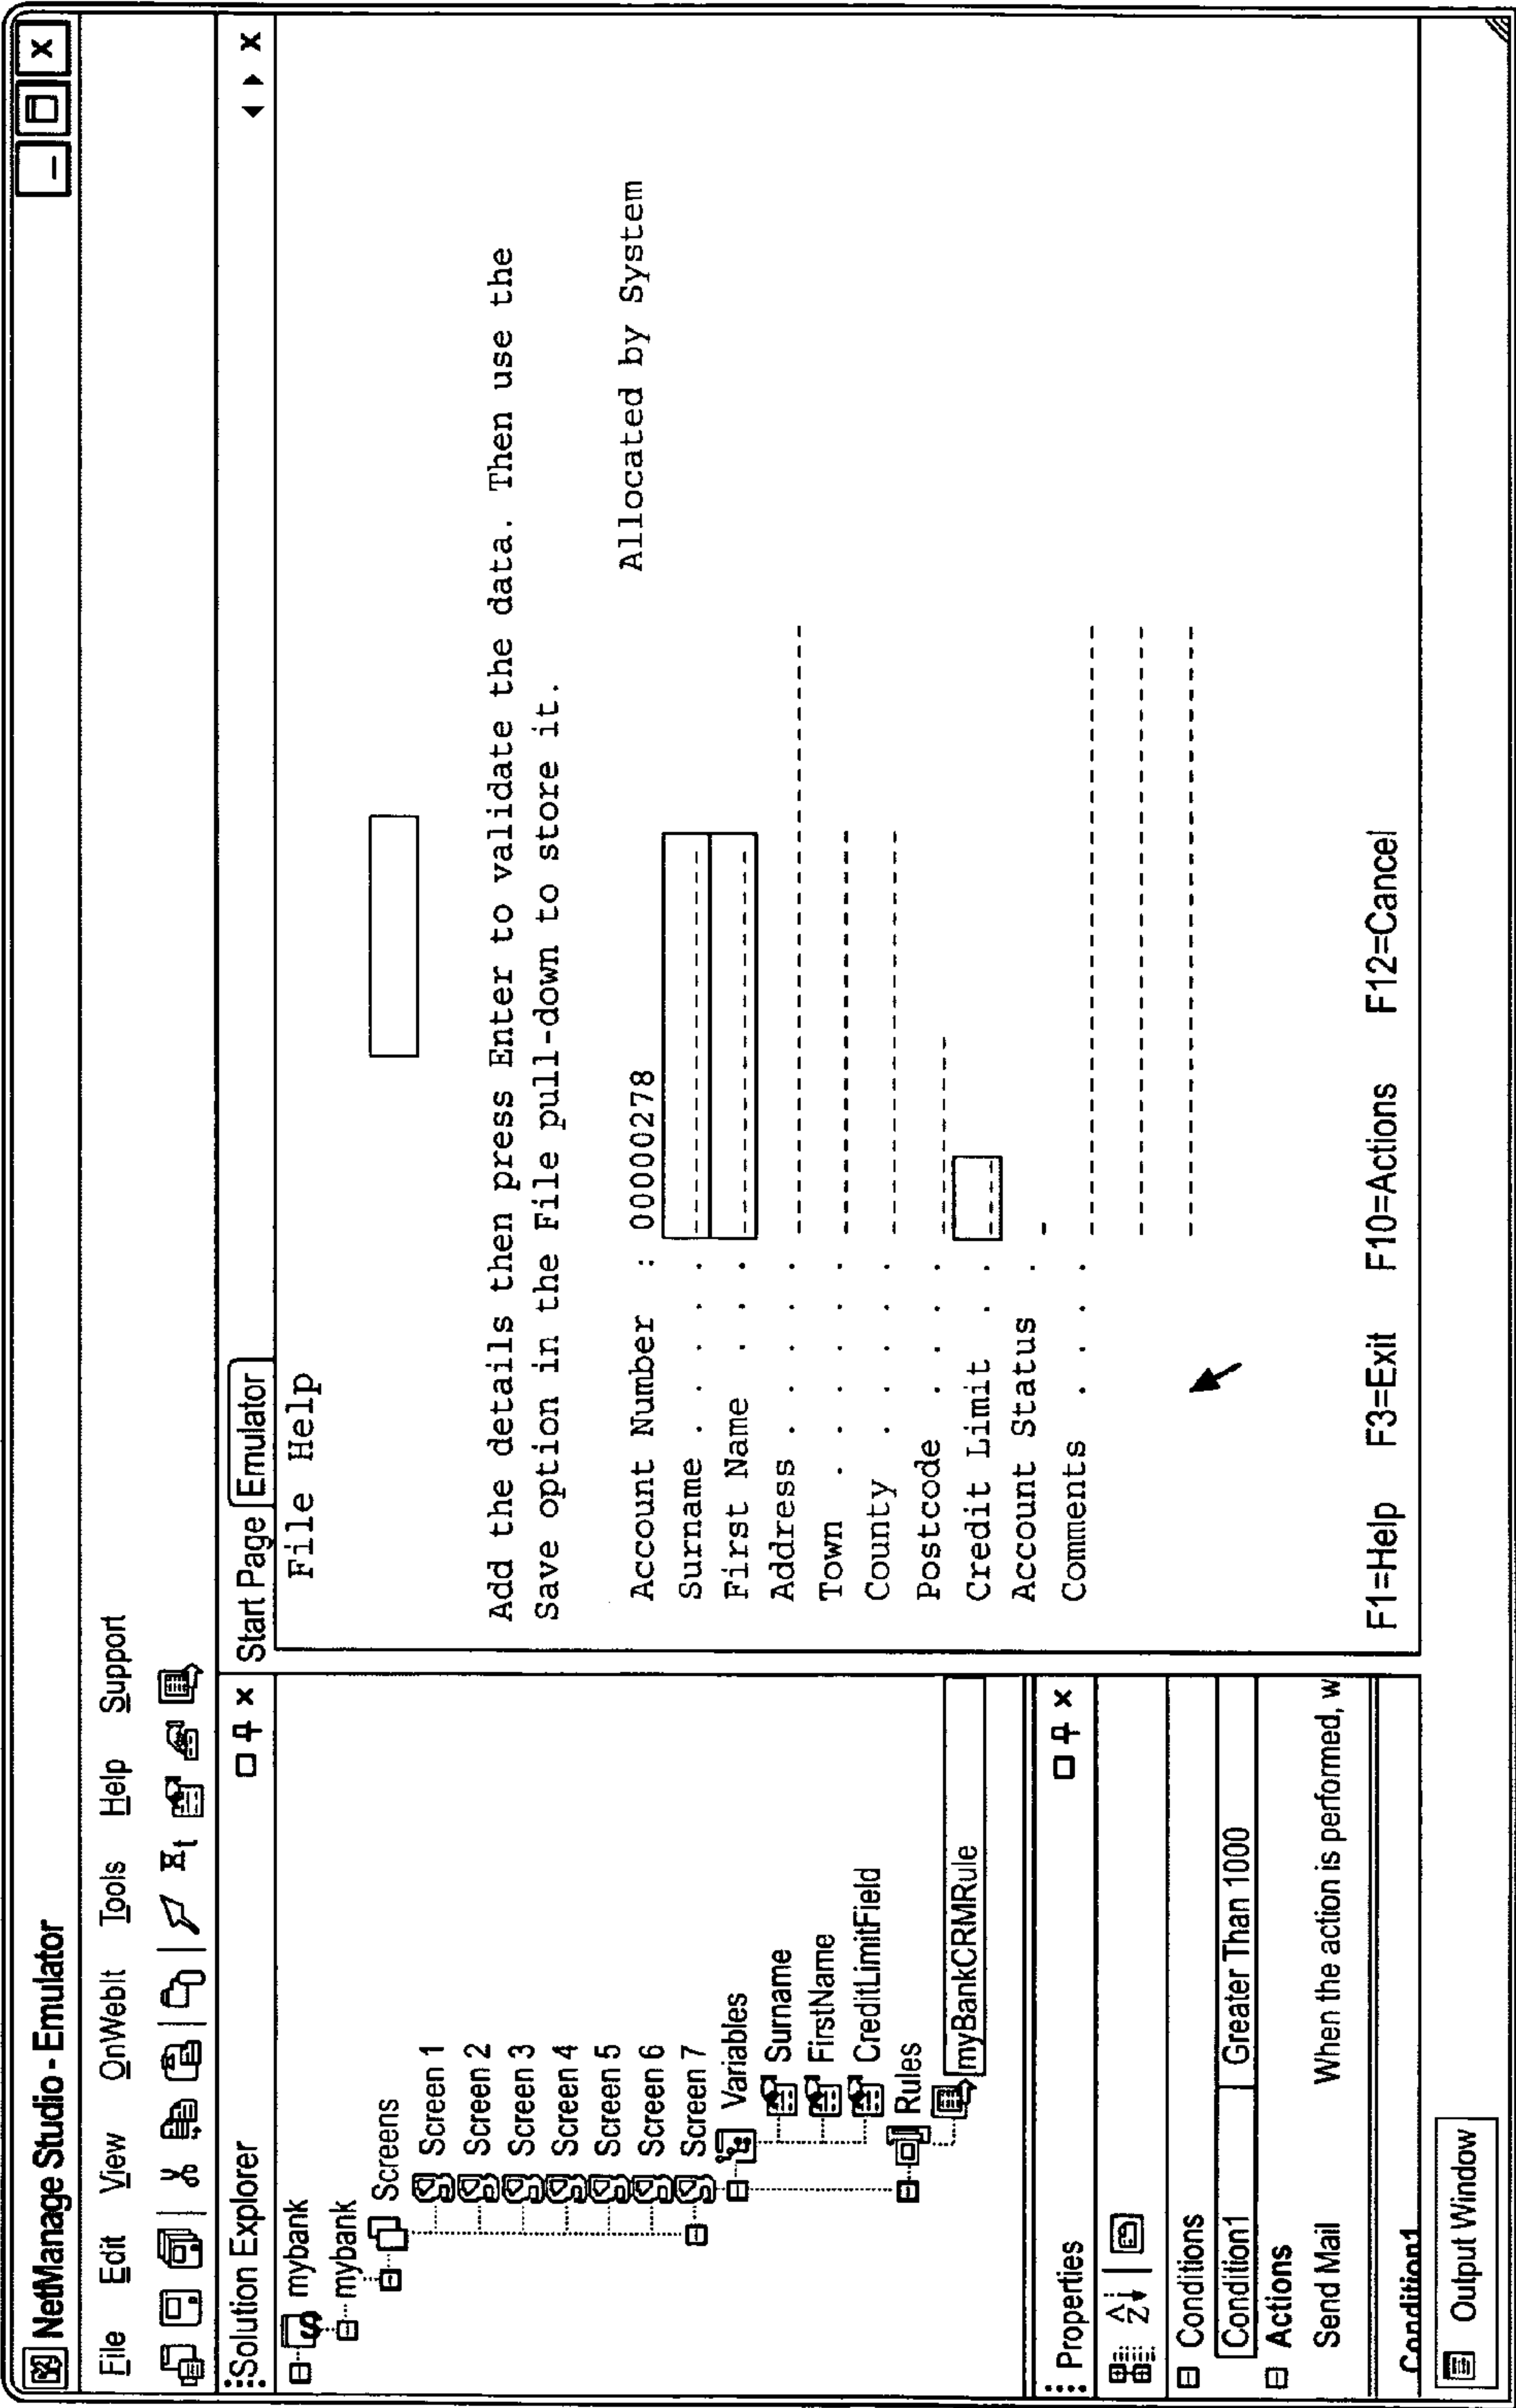 NetManage Studio - Emulator
File Edit View OnWebIt Tools Help Support
Solution Explorer
mybank
mybank
Screens
Screen 1
Screen 2
Screen 3
Screen 4
Screen 5
Screen 6
Screen 7
Variables
Surname
FirstName
CreditLimitField
Rules
myBankCRMRule
Properties
Conditions
Condition1 Greater Than 1000
Actions
Send Mail When the action is performed, w
Condition1
Output Window
Start Page Emulator
File Help
Add the details then press Enter to validate the data. Then use the
Save option in the File pull-down to store it.
Account Number : 00000278 Allocated by System
Surname . . . . .
First Name . . . .
Address . . . . .
Town . . . . . .
County . . . . .
Postcode . . . . .
Credit Limit . . .
Account Status .
Comments . . . .
F1=Help F3=Exit F10=Actions F12=Cancel